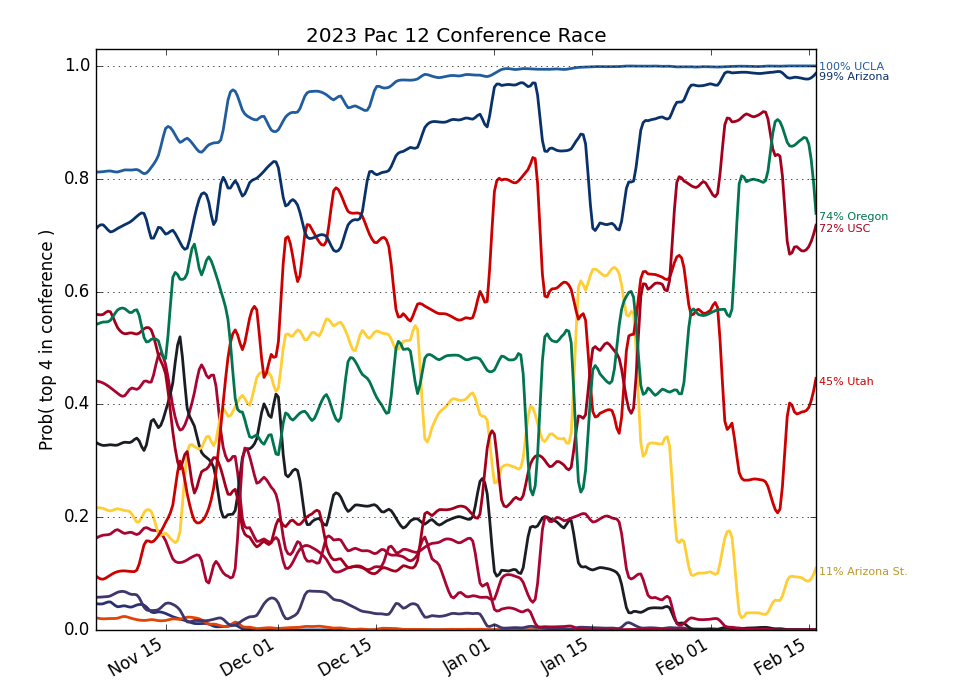 2023 Pac 12 Conference Race
Prob( top 4 in conference )
1.0
0.8
0.6
0.4
0.2
0.0
Nov 15
Dec 01
Dec 15
Jan 01
Jan 15
Feb 01
Feb 15
100% UCLA
99% Arizona
74% Oregon
72% USC
45% Utah
11% Arizona St.